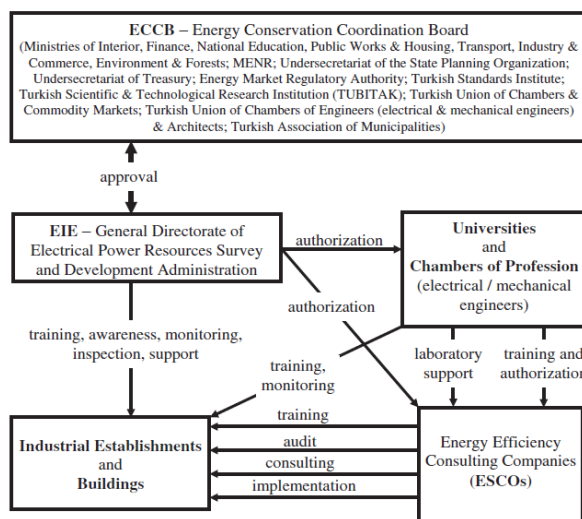 ECCB – Energy Conservation Coordination Board
(Ministries of Interior, Finance, National Education, Public Works & Housing, Transport, Industry &
Commerce, Environment & Forests; MENR; Undersecretariat of the State Planning Organization;
Undersecretariat of Treasury; Energy Market Regulatory Authority; Turkish Standards Institute;
Turkish Scientific & Technological Research Institution (TUBITAK); Turkish Union of Chambers &
Commodity Markets; Turkish Union of Chambers of Engineers (electrical & mechanical engineers)
& Architects; Turkish Association of Municipalities)
approval
EIE – General Directorate of
Electrical Power Resources Survey
and Development Administration
authorization
Universities
and
Chambers of Profession
(electrical / mechanical
engineers)
authorization
training, awareness, monitoring,
inspection, support
training,
monitoring
laboratory
support
training and
authorization
Industrial Establishments
and
Buildings
training
audit
consulting
implementation
Energy Efficiency
Consulting Companies
(ESCOs)